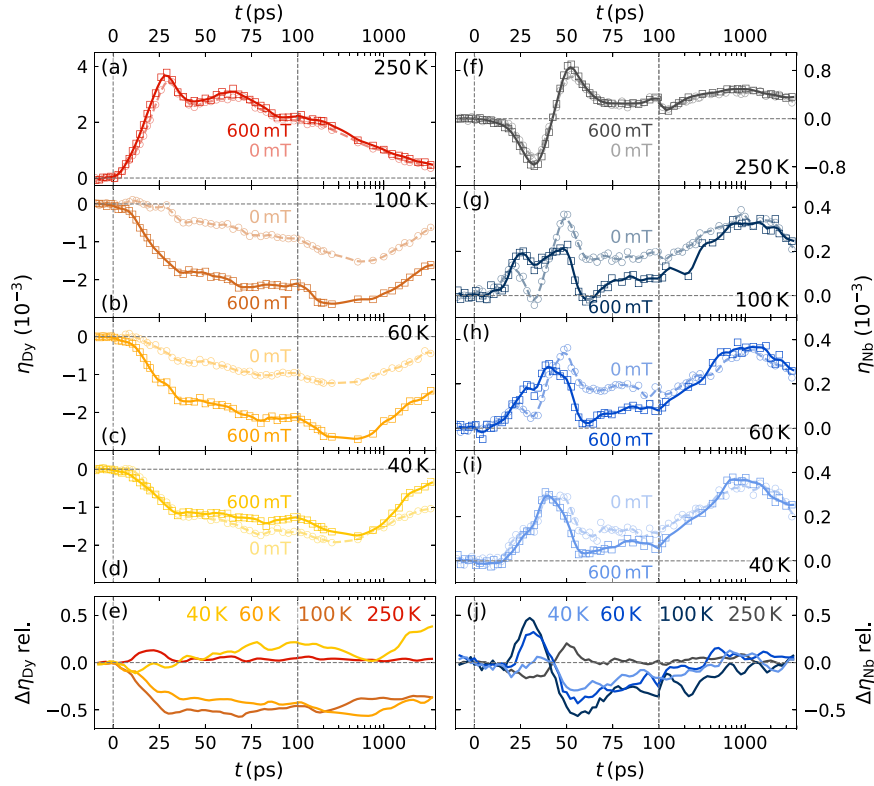 t (ps)
t (ps)
0 25 50 75 100 1000
0 25 50 75 100 1000
(a)
250 K
4
2
0
600 mT
0 mT
(f)
0.8
0.0
−0.8
600 mT
0 mT
250 K
(b)
100 K
0
−1
−2
0 mT
600 mT
(g)
0.4
0.2
0.0
0 mT
600 mT
100 K
ηDy (10⁻³)
ηNb (10⁻³)
(c)
60 K
0
−1
−2
0 mT
600 mT
(h)
0.4
0.2
0.0
0 mT
600 mT
60 K
(d)
40 K
0
−1
−2
600 mT
0 mT
(i)
0.4
0.2
0.0
0 mT
600 mT
40 K
(e)
40 K 60 K 100 K 250 K
0.5
0.0
−0.5
ΔηDy rel.
(j)
40 K 60 K 100 K 250 K
0.5
0.0
−0.5
ΔηNb rel.
0 25 50 75 100 1000
0 25 50 75 100 1000
t (ps)
t (ps)